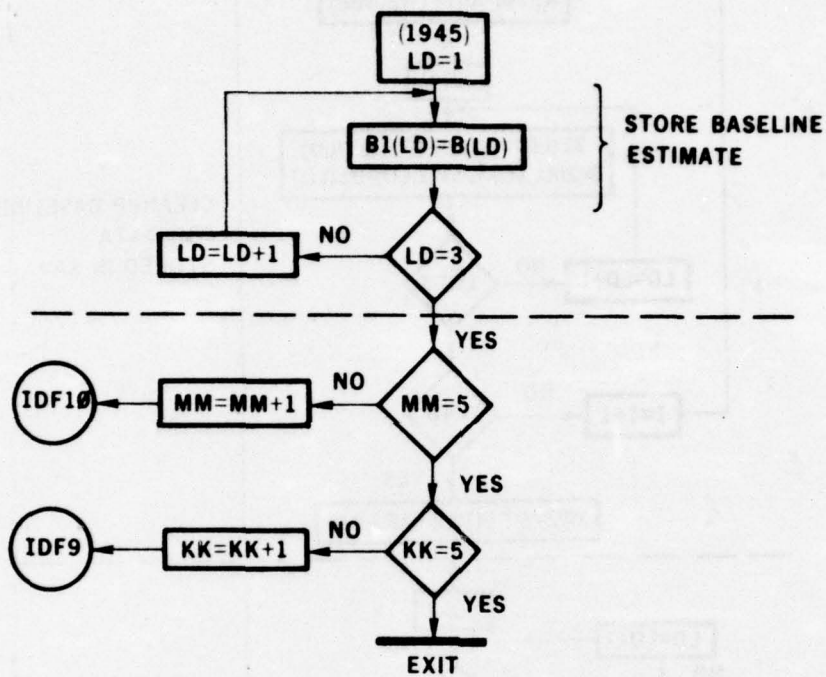 (1945)
LD=1
B1(LD)=B(LD)
STORE BASELINE
ESTIMATE
LD=LD+1
NO
LD=3
YES
IDF10
MM=MM+1
NO
MM=5
YES
IDF9
KK=KK+1
NO
KK=5
YES
EXIT